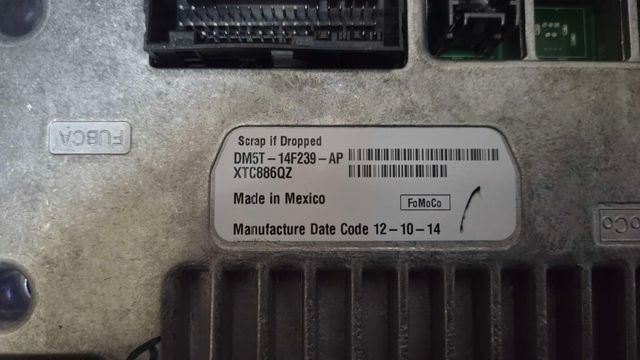 Scrap if Dropped
DM5T-14F239-AP
XTC886QZ
Made in Mexico
FoMoCo
Manufacture Date Code 12-10-14
FUBCA